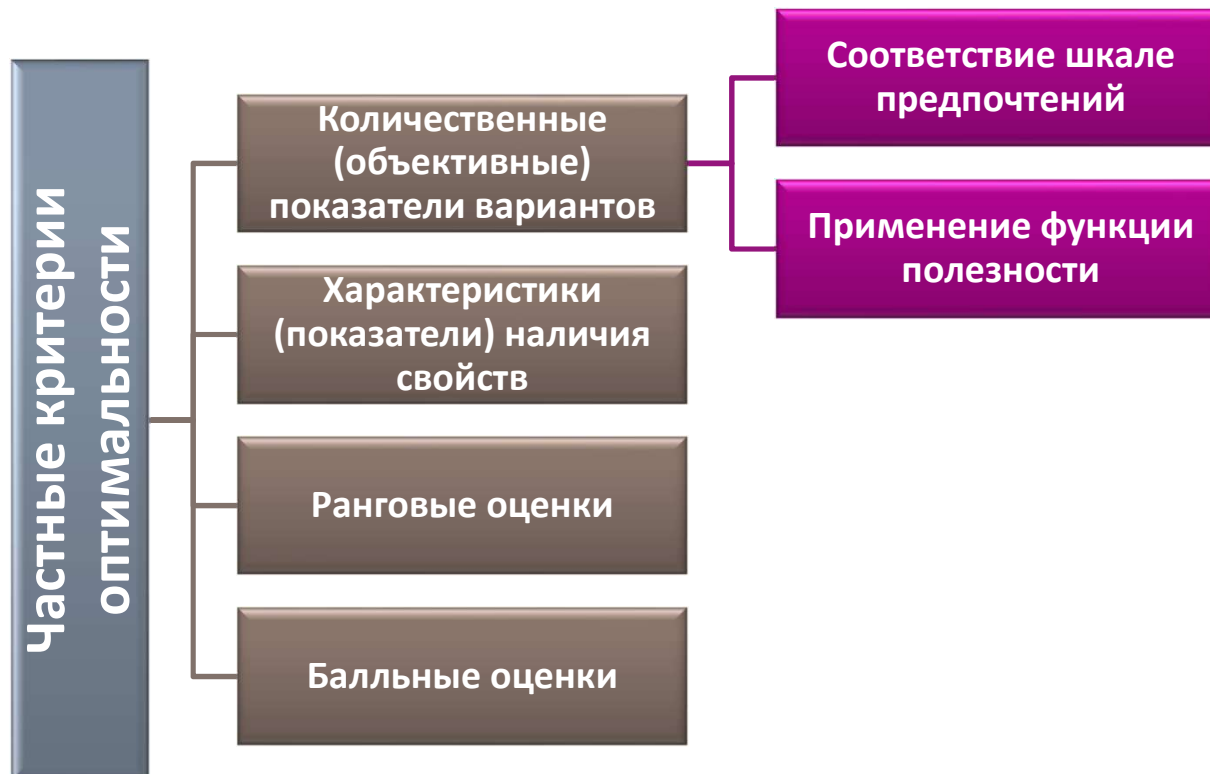 Частные критерии
оптимальности
Количественные
(объективные)
показатели вариантов
Соответствие шкале
предпочтений
Применение функции
полезности
Характеристики
(показатели) наличия
свойств
Ранговые оценки
Балльные оценки